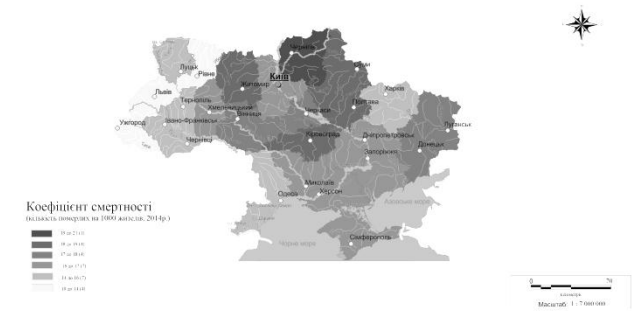 Чернігів
Луцьк
Рівне
Суми
Київ
Житомир
Львів
Харків
Тернопіль
Полтава
Хмельницький
Черкаси
Вінниця
Ужгород
Івано-Франківськ
Луганськ
Кіровоград
Дніпропетровськ
Чернівці
Донецьк
Запоріжжя
Миколаїв
Одеса
Херсон
Азовське море
Сімферополь
Чорне море
Коефіцієнт смертності
(кількість померлих на 1000 жителів, 2014р.)
Масштаб: 1 : 7 000 000